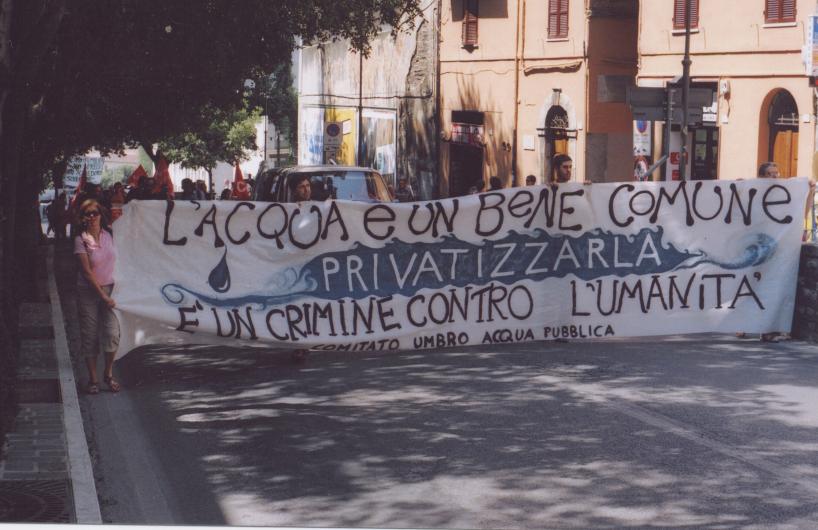 L'ACQUA e UN BeNE COMUNe
PRIVATIZZARLA
E' UN CRIMINE CONTRO L'UMANITA'
COMITATO UMBRO ACQUA PUBBLICA